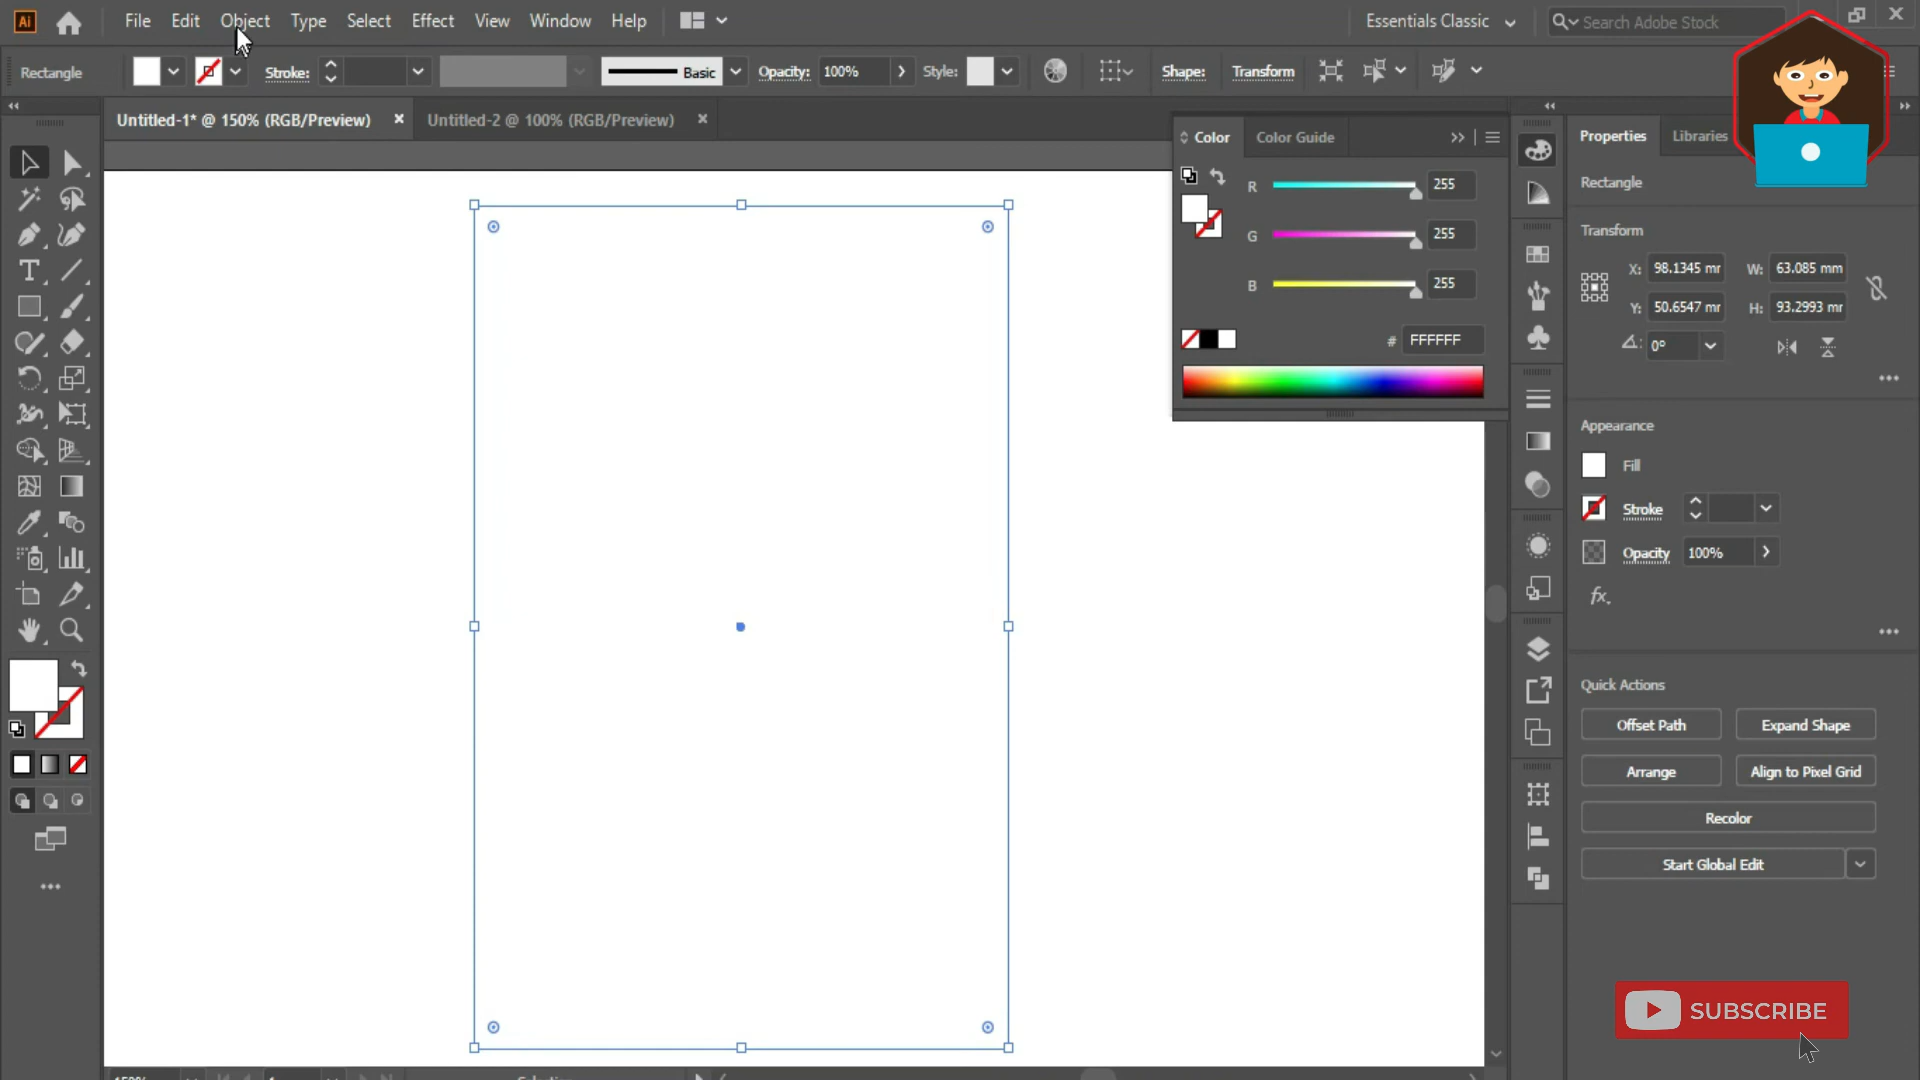 Ai File Edit Object Type Select Effect View Window Help Essentials Classic Search Adobe Stock
Rectangle Stroke: Basic Opacity: 100% Style: Shape: Transform
Untitled-1* @ 150% (RGB/Preview) × Untitled-2 @ 100% (RGB/Preview) ×
Color Color Guide
R 255
G 255
B 255
# FFFFFF
Properties Libraries
Rectangle
Transform
X: 98.1345 mr W: 63.085 mm
Y: 50.6547 mr H: 93.2993 mr
0°
Appearance
Fill
Stroke
Opacity 100%
fx.
Quick Actions
Offset Path Expand Shape
Arrange Align to Pixel Grid
Recolor
Start Global Edit
SUBSCRIBE